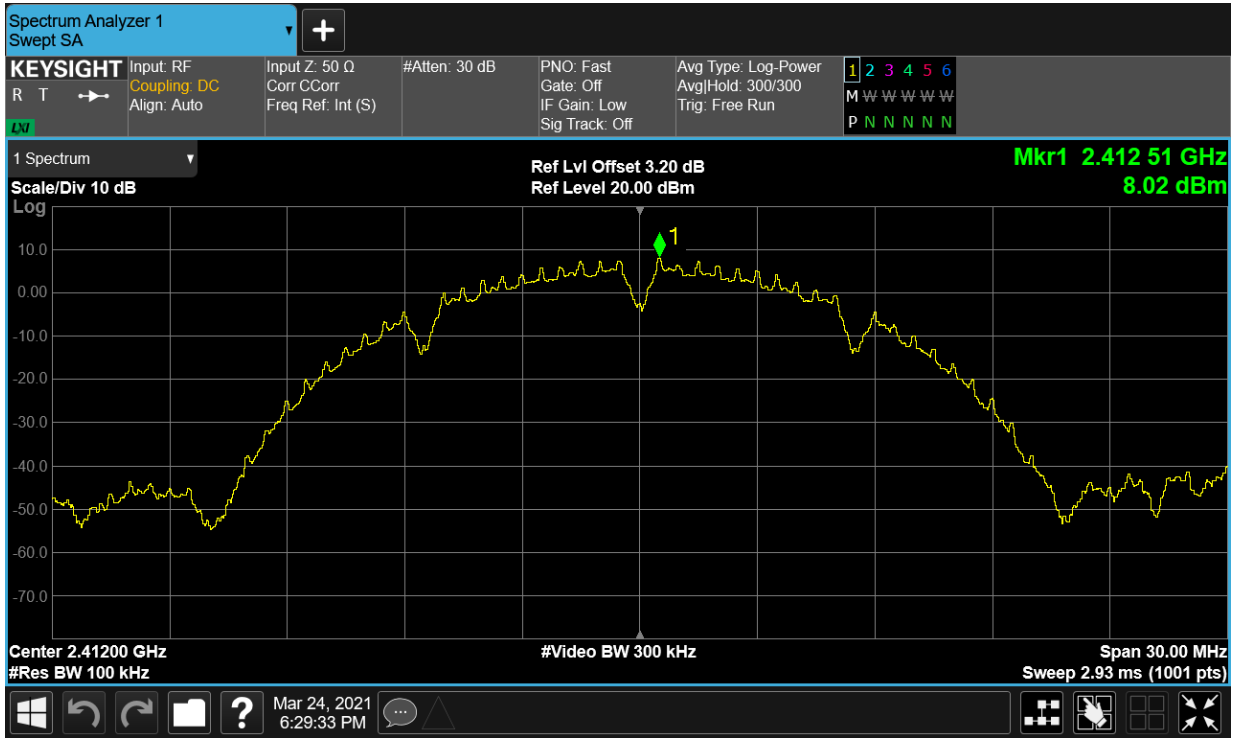 Spectrum Analyzer 1
Swept SA
KEYSIGHT
R T
LXI
Input: RF
Coupling: DC
Align: Auto
Input Z: 50 Ω
Corr CCorr
Freq Ref: Int (S)
#Atten: 30 dB
PNO: Fast
Gate: Off
IF Gain: Low
Sig Track: Off
Avg Type: Log-Power
Avg|Hold: 300/300
Trig: Free Run
1 2 3 4 5 6
M W W W W W
P N N N N N
1 Spectrum
Scale/Div 10 dB
Log
Ref Lvl Offset 3.20 dB
Ref Level 20.00 dBm
Mkr1 2.412 51 GHz
8.02 dBm
1
10.0
0.00
-10.0
-20.0
-30.0
-40.0
-50.0
-60.0
-70.0
Center 2.41200 GHz
#Res BW 100 kHz
#Video BW 300 kHz
Span 30.00 MHz
Sweep 2.93 ms (1001 pts)
?
Mar 24, 2021
6:29:33 PM